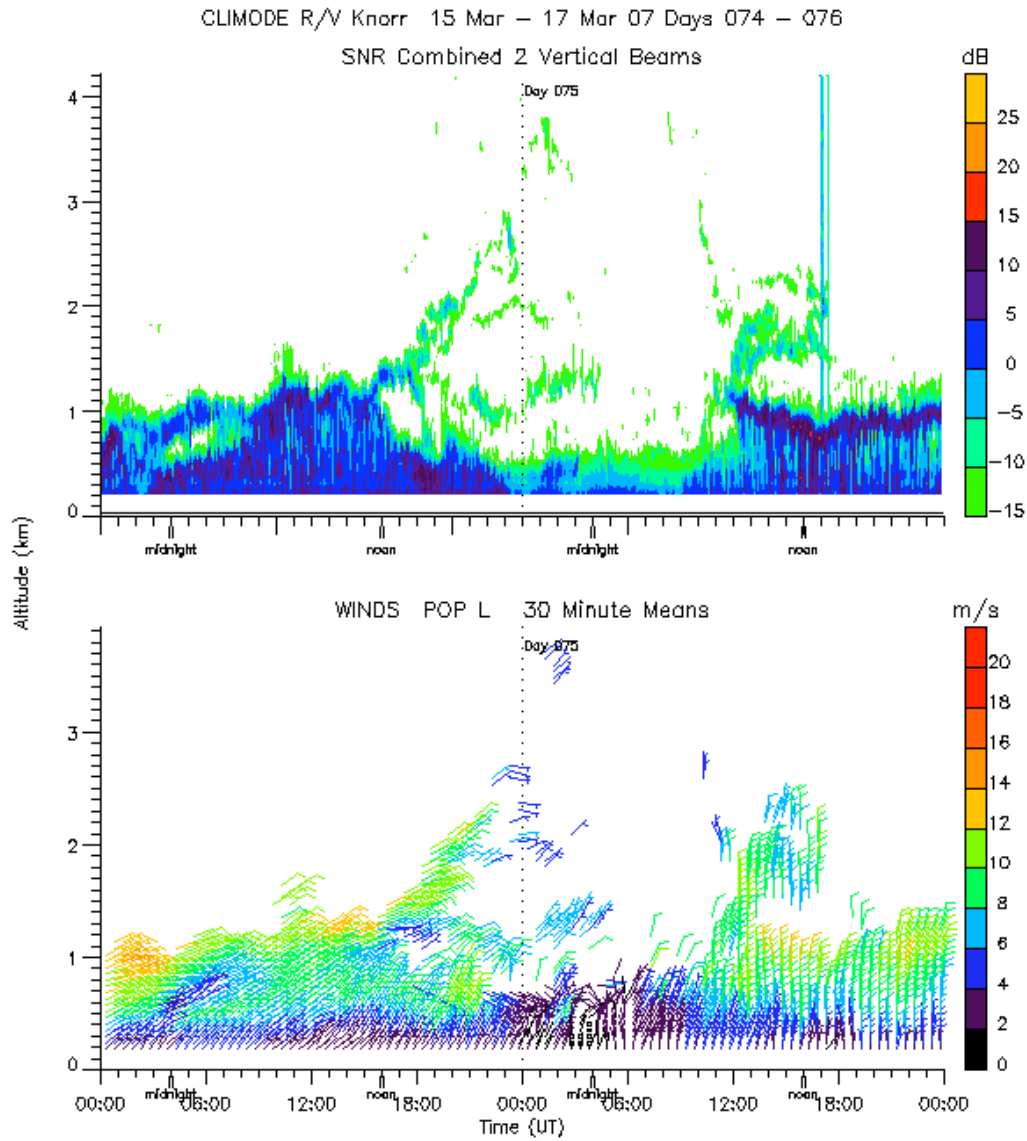 CLIMODE R/V Knorr 15 Mar – 17 Mar 07 Days 074 – 076
SNR Combined 2 Vertical Beams
dB
Day 075
4
3
2
1
0
25
20
15
10
5
0
−5
−10
−15
midnight
noon
midnight
noon
Altitude (km)
WINDS POP L 30 Minute Means
m/s
Day 075
3
2
1
0
20
18
16
14
12
10
8
6
4
2
0
midnight
noon
midnight
noon
00:00 06:00 12:00 18:00 00:00 06:00 12:00 18:00 00:00
Time (UT)